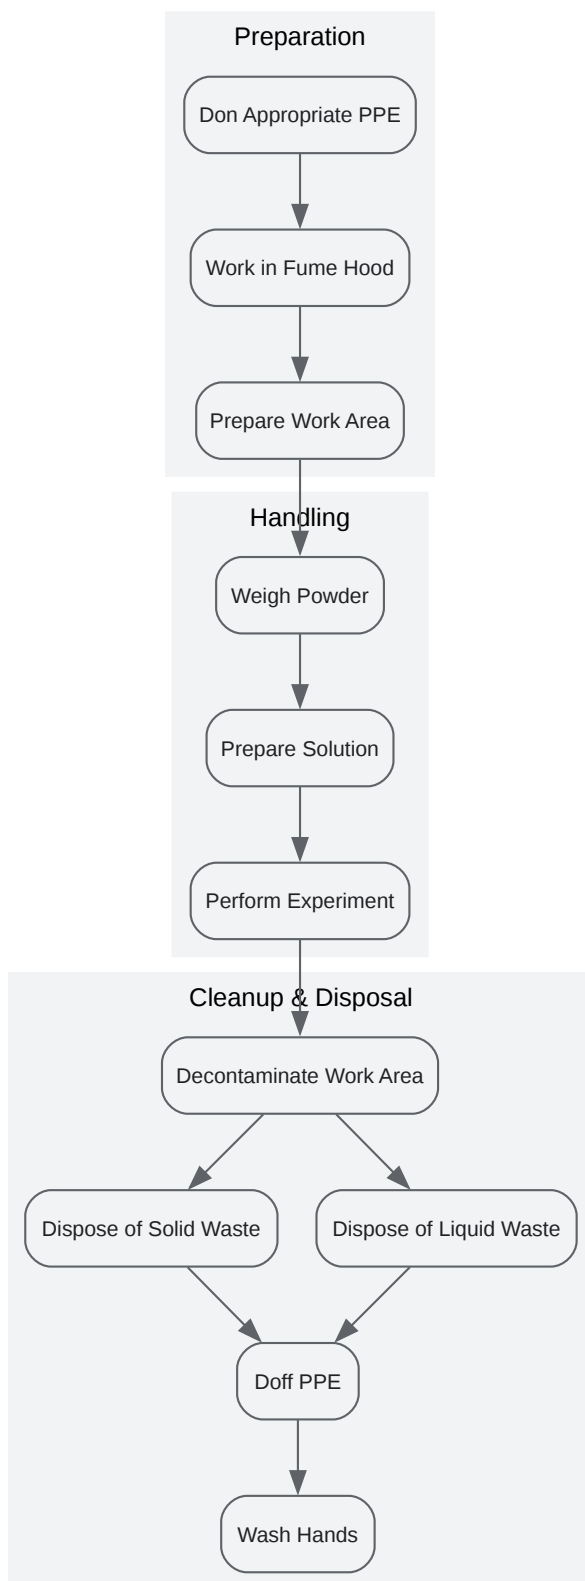 Preparation
Don Appropriate PPE
Work in Fume Hood
Prepare Work Area
Handling
Weigh Powder
Prepare Solution
Perform Experiment
Cleanup & Disposal
Decontaminate Work Area
Dispose of Solid Waste
Dispose of Liquid Waste
Doff PPE
Wash Hands